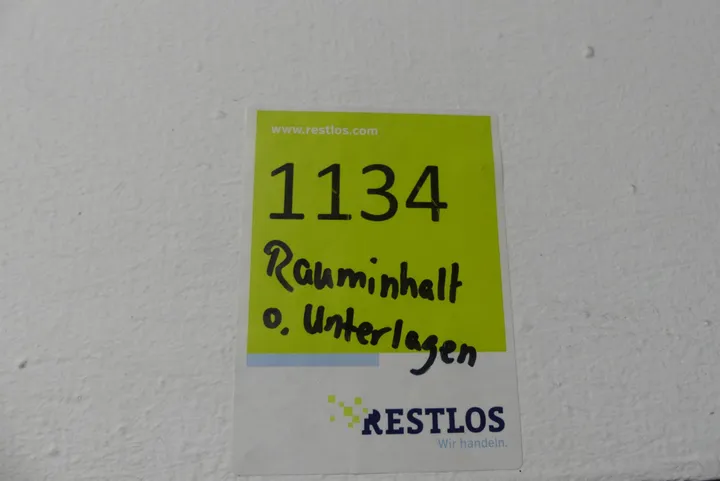 www.restlos.com
1134
Rauminhalt
o. Unterlagen
RESTLOS
Wir handeln.